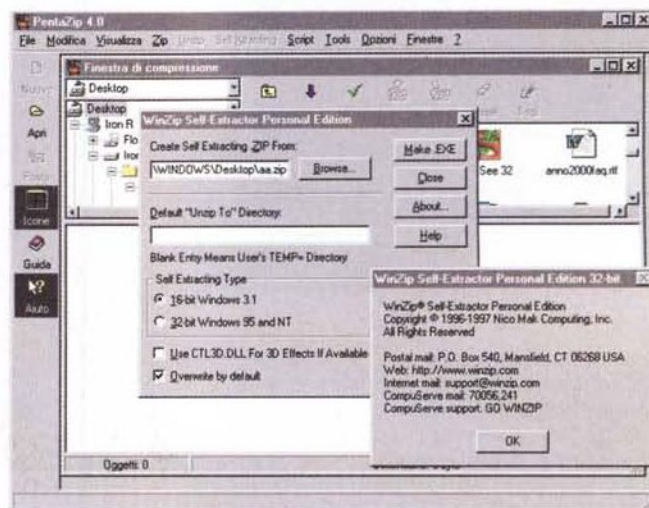 PentaZip 4.0
File Modifica Visualizza Zip Unzip Self-Extracting Script Tools Opzioni Finestre ?
Finestra di compressione
Nuovo
Desktop
Desktop
Apri
Iron R
Flo
Iron
Icone
Guida
Aiuto
WinZip Self-Extractor Personal Edition
Create Self Extracting .ZIP From:
\WINDOWS\Desktop\aa.zip
Browse...
Make .EXE
Close
About...
Help
Default "Unzip To" Directory:
Blank Entry Means User's TEMP= Directory
Self Extracting Type
16-bit Windows 3.1
32-bit Windows 95 and NT
Use CTL3D.DLL For 3D Effects If Available
Overwrite by default
See 32
anno2000faq.rtf
WinZip Self-Extractor Personal Edition 32-bit
WinZip® Self-Extractor Personal Edition
Copyright © 1996-1997 Nico Mak Computing, Inc.
All Rights Reserved
Postal mail: P.O. Box 540, Mansfield, CT 06268 USA
Web: http://www.winzip.com
Internet mail: support@winzip.com
CompuServe mail: 70056,241
CompuServe support: GO WINZIP
OK
Oggetti: 0